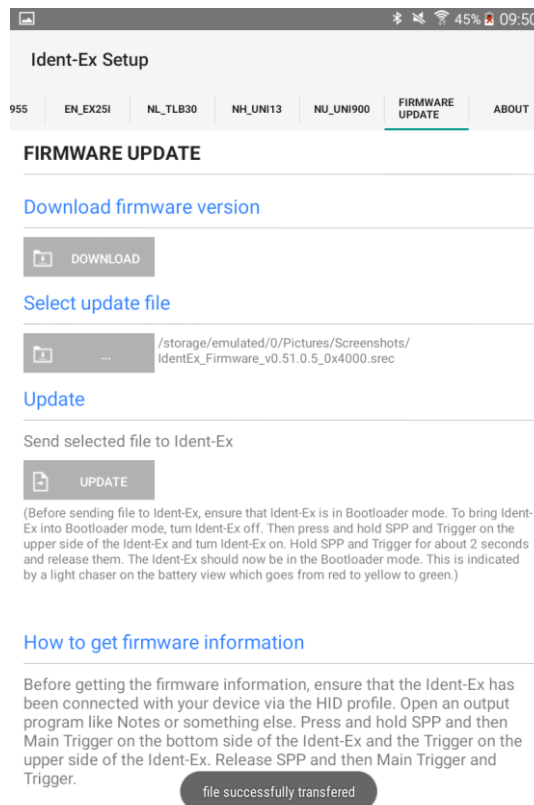 45% 09:50
Ident-Ex Setup
955 EN_EX25I NL_TLB30 NH_UNI13 NU_UNI900 FIRMWARE UPDATE ABOUT
FIRMWARE UPDATE
Download firmware version
DOWNLOAD
Select update file
... /storage/emulated/0/Pictures/Screenshots/
IdentEx_Firmware_v0.51.0.5_0x4000.srec
Update
Send selected file to Ident-Ex
UPDATE
(Before sending file to Ident-Ex, ensure that Ident-Ex is in Bootloader mode. To bring Ident-
Ex into Bootloader mode, turn Ident-Ex off. Then press and hold SPP and Trigger on the
upper side of the Ident-Ex and turn Ident-Ex on. Hold SPP and Trigger for about 2 seconds
and release them. The Ident-Ex should now be in the Bootloader mode. This is indicated
by a light chaser on the battery view which goes from red to yellow to green.)
How to get firmware information
Before getting the firmware information, ensure that the Ident-Ex has
been connected with your device via the HID profile. Open an output
program like Notes or something else. Press and hold SPP and then
Main Trigger on the bottom side of the Ident-Ex and the Trigger on the
upper side of the Ident-Ex. Release SPP and then Main Trigger and
Trigger.
file successfully transfered